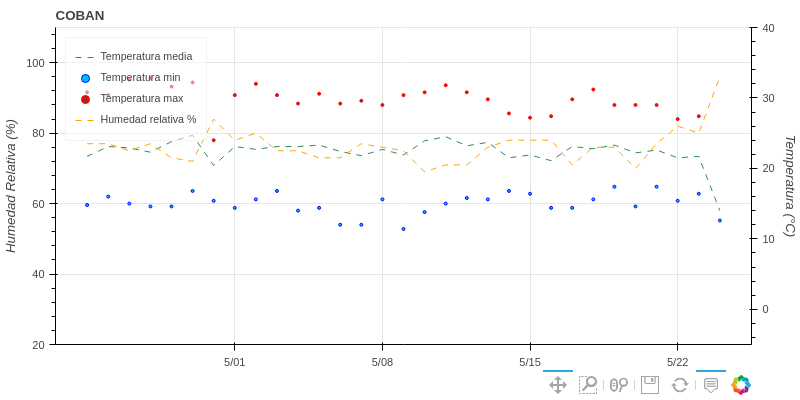 COBAN
Temperatura media
Temperatura min
Temperatura max
Humedad relativa %
Humedad Relativa (%)
100
80
60
40
20
Temperatura (°C)
40
30
20
10
0
5/01
5/08
5/15
5/22